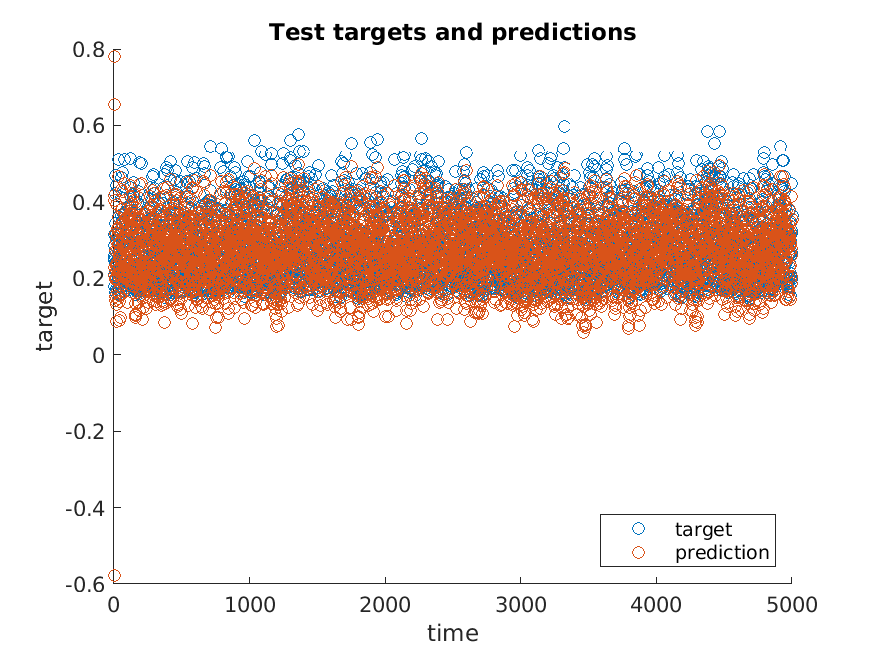 Test targets and predictions
0.8
0.6
0.4
0.2
0
-0.2
-0.4
-0.6
target
0 1000 2000 3000 4000 5000
time
target
prediction